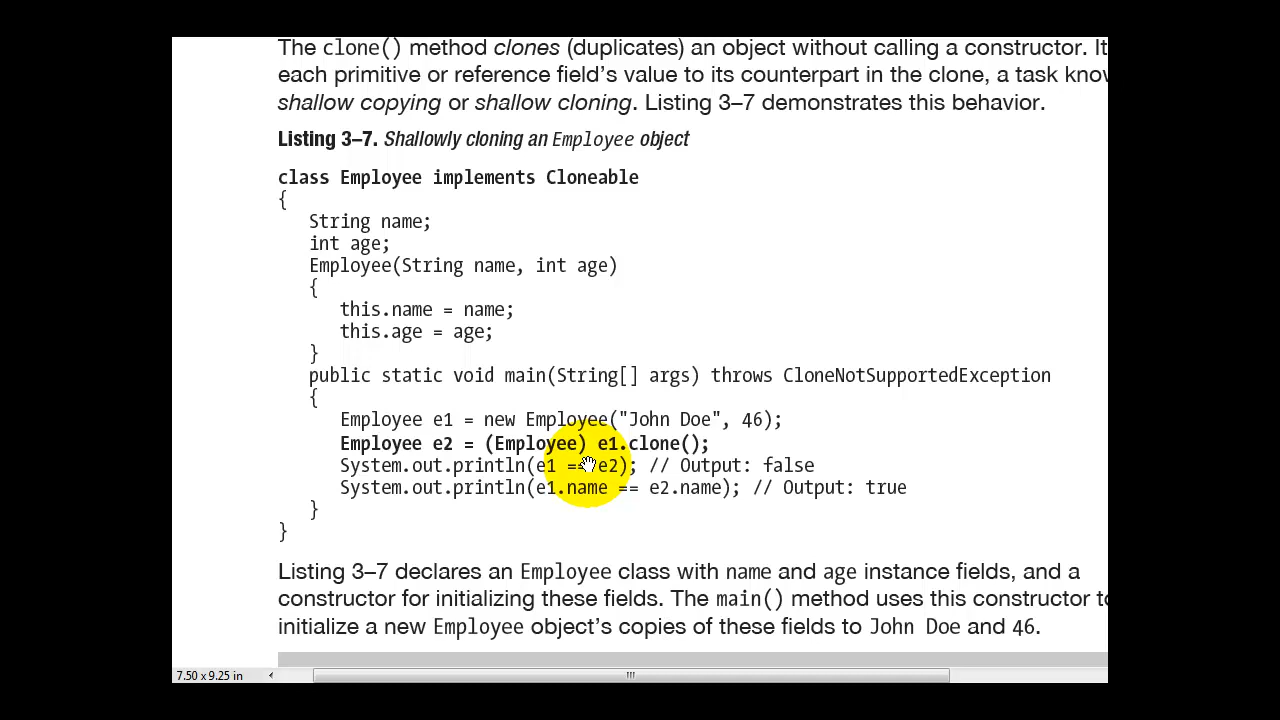 The clone() method clones (duplicates) an object without calling a constructor. It
each primitive or reference field's value to its counterpart in the clone, a task
shallow copying or shallow cloning. Listing 3–7 demonstrates this behavior.
Listing 3–7. Shallowly cloning an Employee object
class Employee implements Cloneable
{
String name;
int age;
Employee(String name, int age)
{
this.name = name;
this.age = age;
}
public static void main(String[] args) throws CloneNotSupportedException
{
Employee e1 = new Employee("John Doe", 46);
Employee e2 = (Employee) e1.clone();
System.out.println(e1 == e2); // Output: false
System.out.println(e1.name == e2.name); // Output: true
}
}
Listing 3–7 declares an Employee class with name and age instance fields, and a
constructor for initializing these fields. The main() method uses this constructor
initialize a new Employee object's copies of these fields to John Doe and 46.
7.50 x 9.25 in